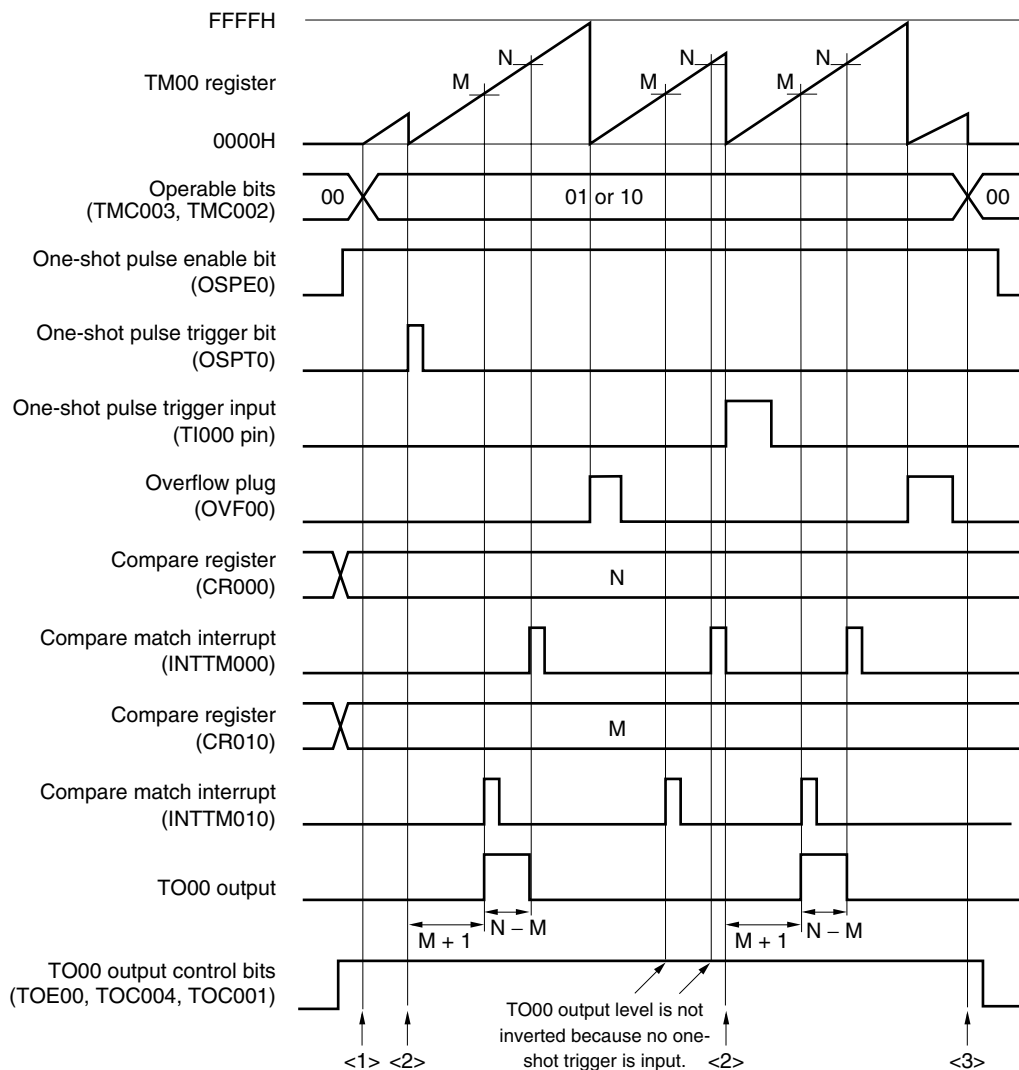 FFFFH
N
N
N
TM00 register
M
M
M
0000H
Operable bits
(TMC003, TMC002)
00
01 or 10
00
One-shot pulse enable bit
(OSPE0)
One-shot pulse trigger bit
(OSPT0)
One-shot pulse trigger input
(TI000 pin)
Overflow plug
(OVF00)
Compare register
(CR000)
N
Compare match interrupt
(INTTM000)
Compare register
(CR010)
M
Compare match interrupt
(INTTM010)
TO00 output
M + 1
N – M
M + 1
N – M
TO00 output control bits
(TOE00, TOC004, TOC001)
TO00 output level is not
inverted because no one-
shot trigger is input.
<1>
<2>
<2>
<3>